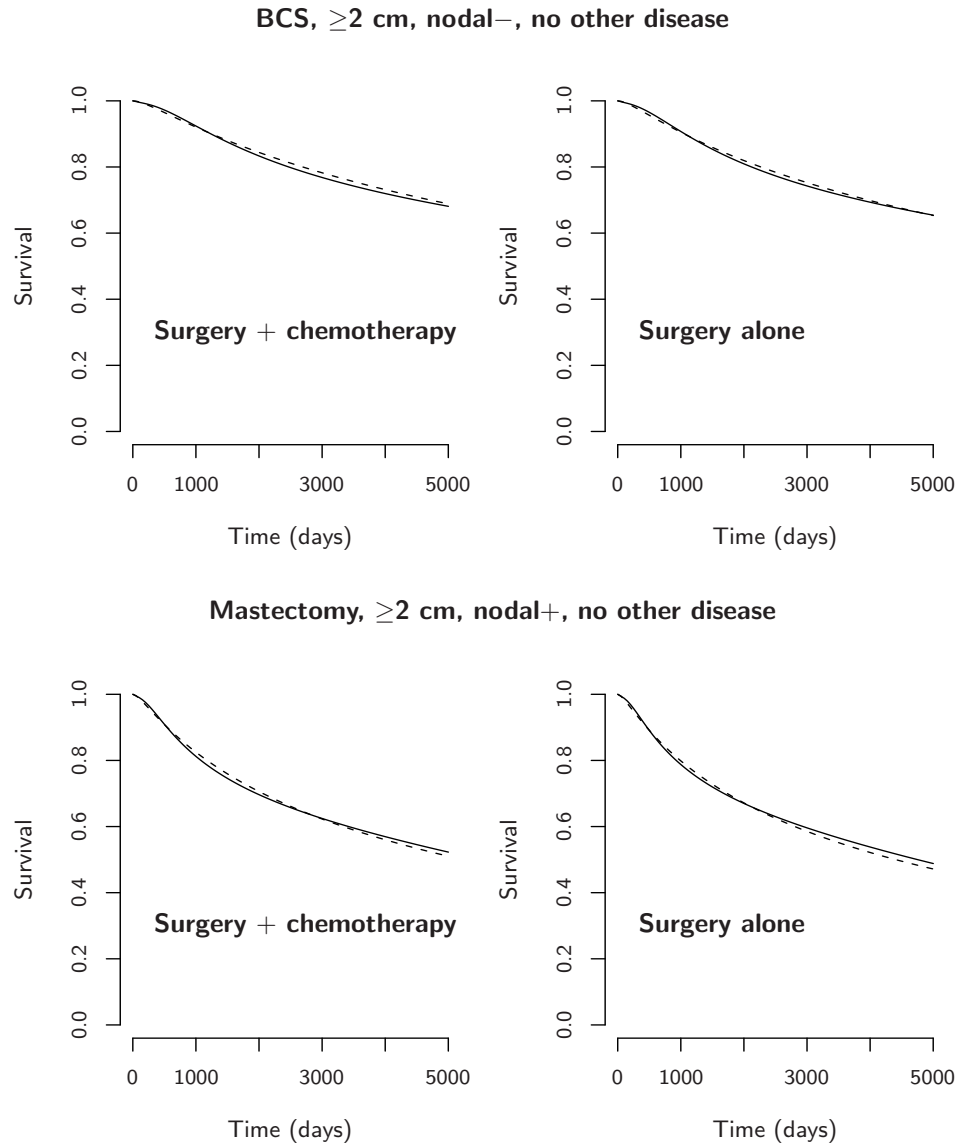 BCS, ≥2 cm, nodal−, no other disease
Survival
0.0 0.2 0.4 0.6 0.8 1.0
Surgery + chemotherapy
0 1000 3000 5000
Time (days)
Survival
0.0 0.2 0.4 0.6 0.8 1.0
Surgery alone
0 1000 3000 5000
Time (days)
Mastectomy, ≥2 cm, nodal+, no other disease
Survival
0.0 0.2 0.4 0.6 0.8 1.0
Surgery + chemotherapy
0 1000 3000 5000
Time (days)
Survival
0.0 0.2 0.4 0.6 0.8 1.0
Surgery alone
0 1000 3000 5000
Time (days)